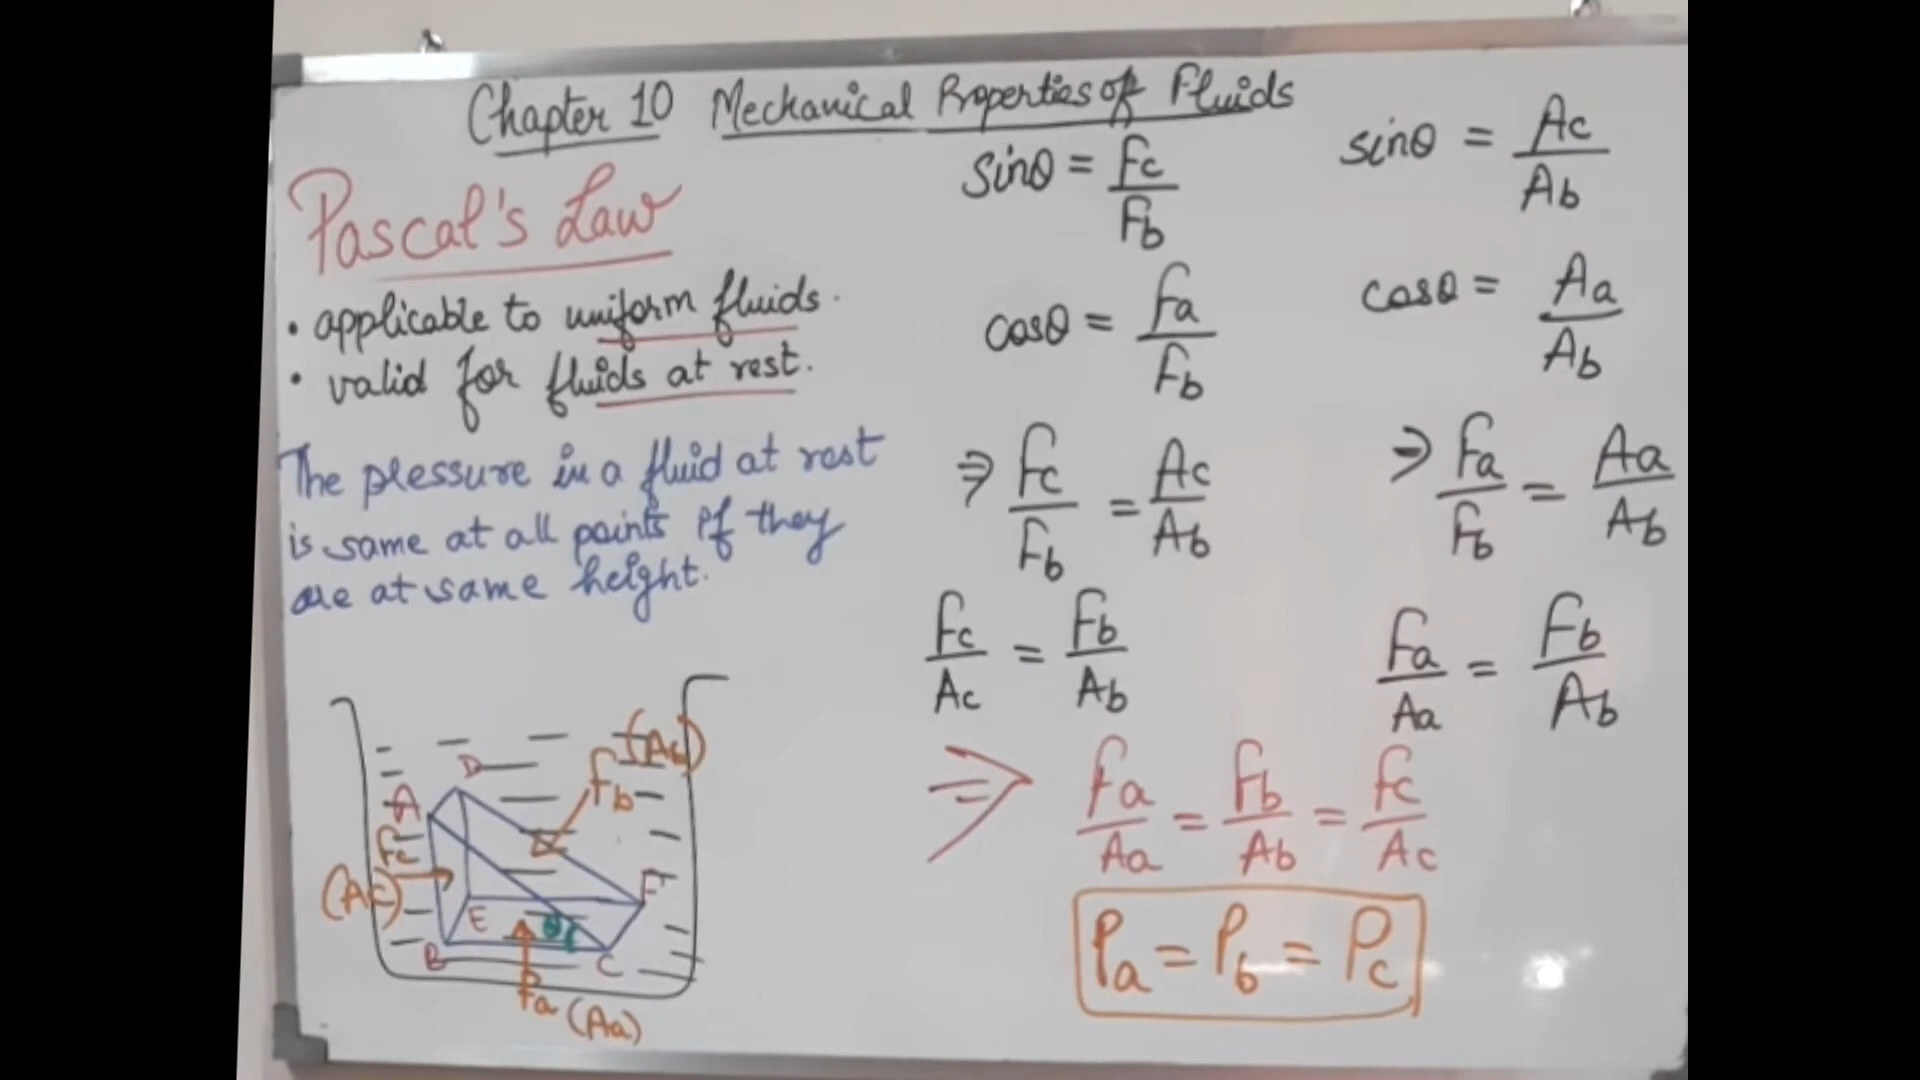 Chapter 10 Mechanical Properties of Fluids
Pascal's Law
• applicable to uniform fluids.
• valid for fluids at rest.
The pressure in a fluid at rest
is same at all points if they
are at same height.
sinθ = Fc/Fb
cosθ = Fa/Fb
⇒ Fc/Fb = Ac/Ab
Fc/Ac = Fb/Ab
sinθ = Ac/Ab
cosθ = Aa/Ab
⇒ Fa/Fb = Aa/Ab
Fa/Aa = Fb/Ab
⇒ Fa/Aa = Fb/Ab = Fc/Ac
Pa = Pb = Pc
(Ab)
D
Fb
A
Fc
F
(Ac)
E
θ
B
C
Fa (Aa)